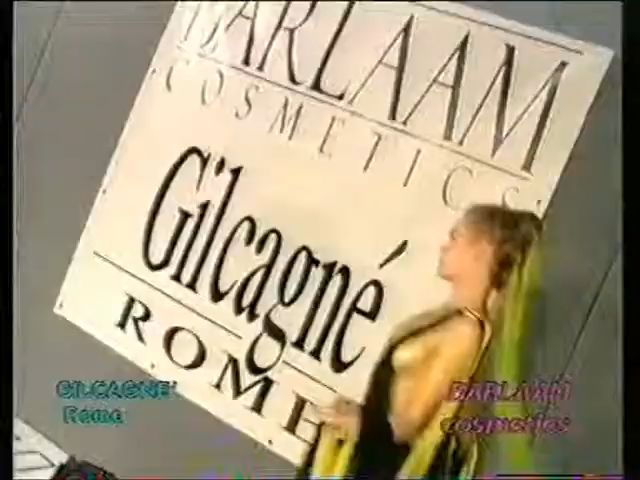 BARLAAM
COSMETICS
Gilcagné
ROME
GILCAGNE'
Roma
BARLAAM
cosmetics